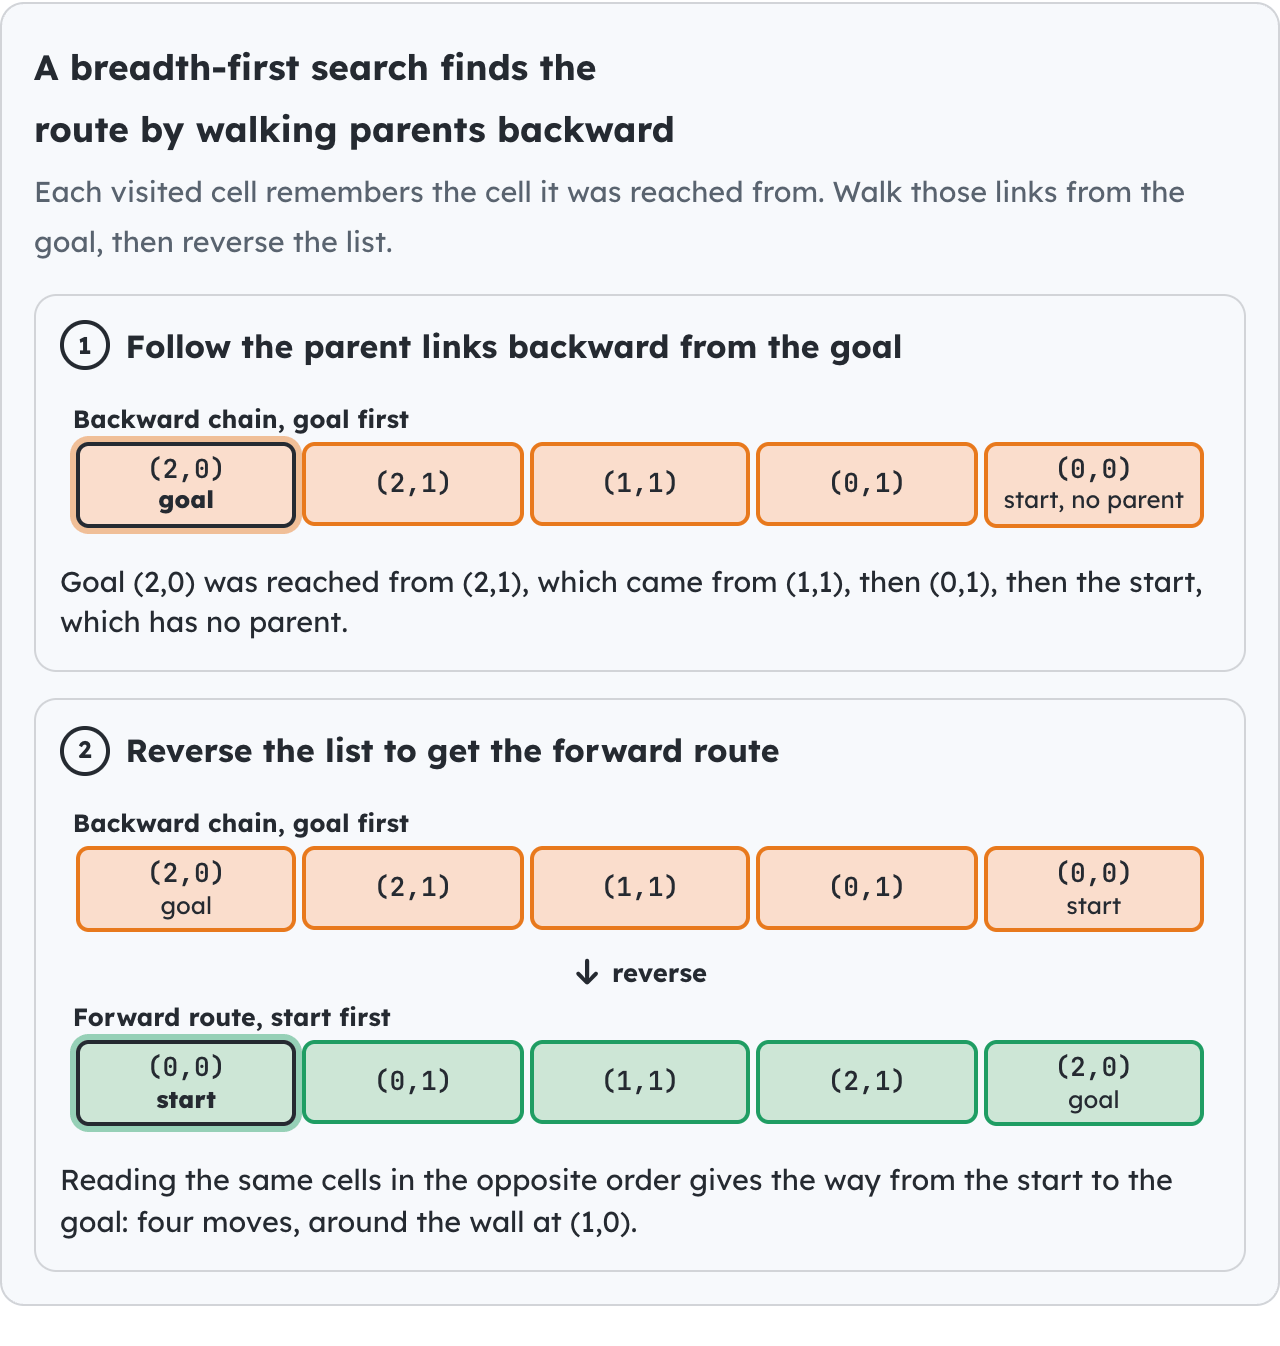 A breadth-first search finds the
route by walking parents backward
Each visited cell remembers the cell it was reached from. Walk those links from the
goal, then reverse the list.
1 Follow the parent links backward from the goal
Backward chain, goal first
(2,0) (2,1) (1,1) (0,1) (0,0)
goal start, no parent
Goal (2,0) was reached from (2,1), which came from (1,1), then (0,1), then the start,
which has no parent.
2 Reverse the list to get the forward route
Backward chain, goal first
(2,0) (2,1) (1,1) (0,1) (0,0)
goal start
↓ reverse
Forward route, start first
(0,0) (0,1) (1,1) (2,1) (2,0)
start goal
Reading the same cells in the opposite order gives the way from the start to the
goal: four moves, around the wall at (1,0).